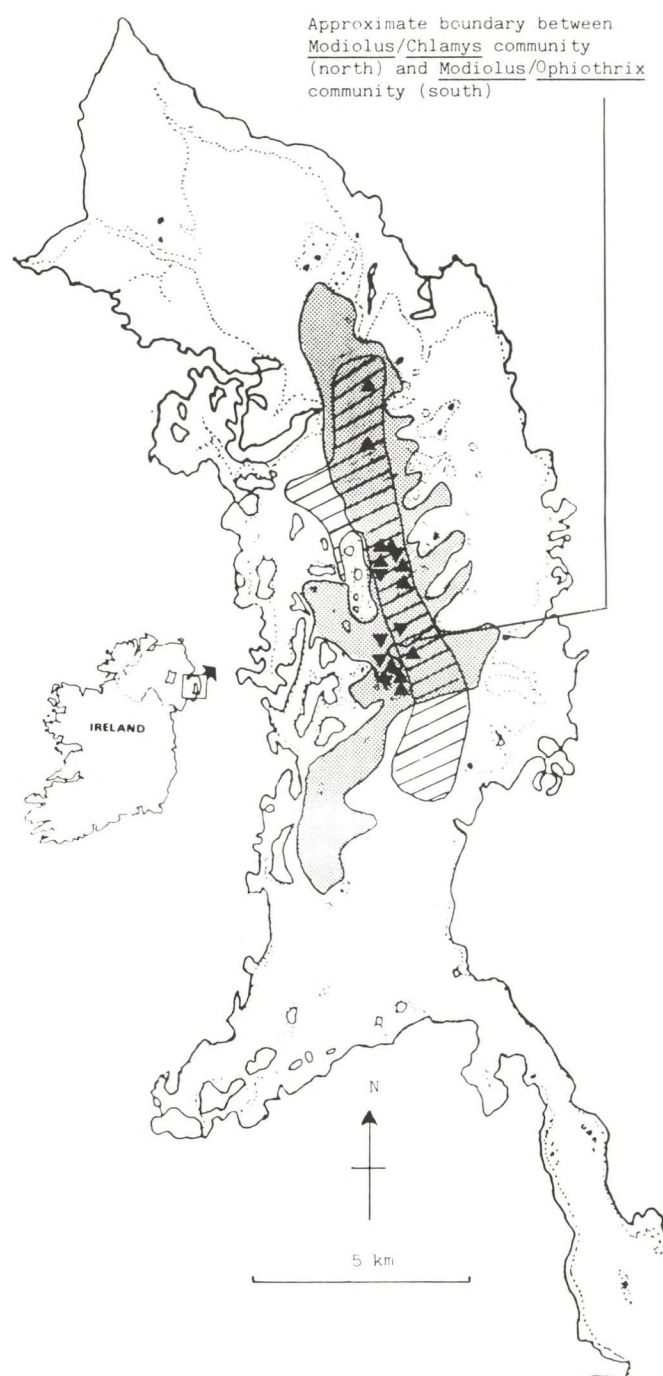 Approximate boundary between
Modiolus/Chlamys community
(north) and Modiolus/Ophiothrix
community (south)
IRELAND
N
5 km